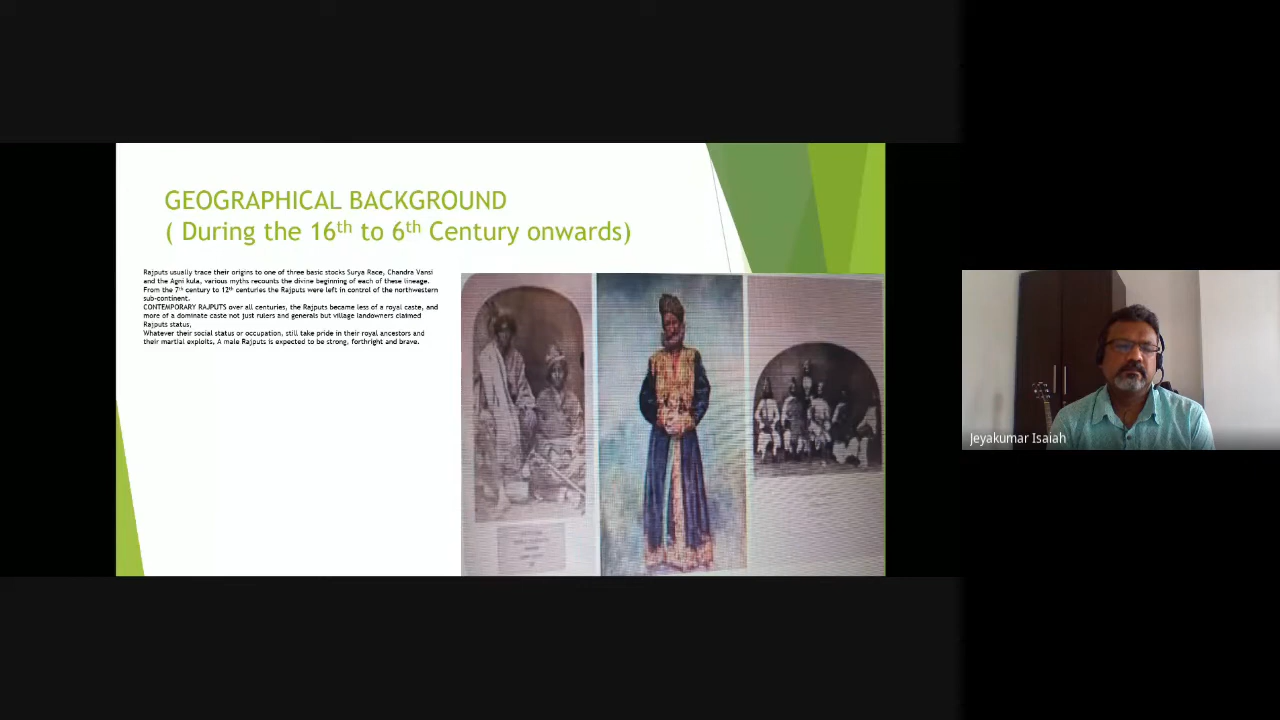 GEOGRAPHICAL BACKGROUND
( During the 16th to 6th Century onwards)
Rajputs usually trace their origins to one of three basic stocks Surya Race, Chandra Vansi
and the Agni kula, various myths recounts the divine beginning of each of these lineage.
From the 7th century to 12th centuries the Rajputs were left in control of the northwestern
sub-continent.
CONTEMPORARY RAJPUTS over all centuries, the Rajputs became less of a royal caste, and
more of a dominate caste not just rulers and generals but village landowners claimed
Rajputs status,
Whatever their social status or occupation, still take pride in their royal ancestors and
their martial exploits, A male Rajputs is expected to be strong, forthright and brave.
Jeyakumar Isaiah